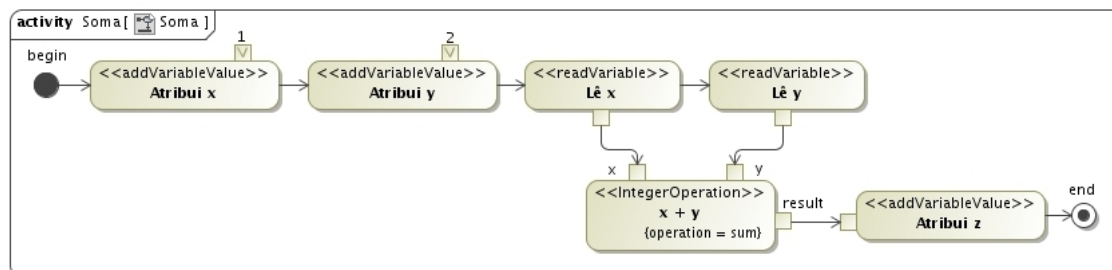 activity Soma[ Soma ]
begin
1
2
<<addVariableValue>>
Atribui x
<<addVariableValue>>
Atribui y
<<readVariable>>
Lê x
<<readVariable>>
Lê y
x
y
<<IntegerOperation>>
x + y
{operation = sum}
result
<<addVariableValue>>
Atribui z
end